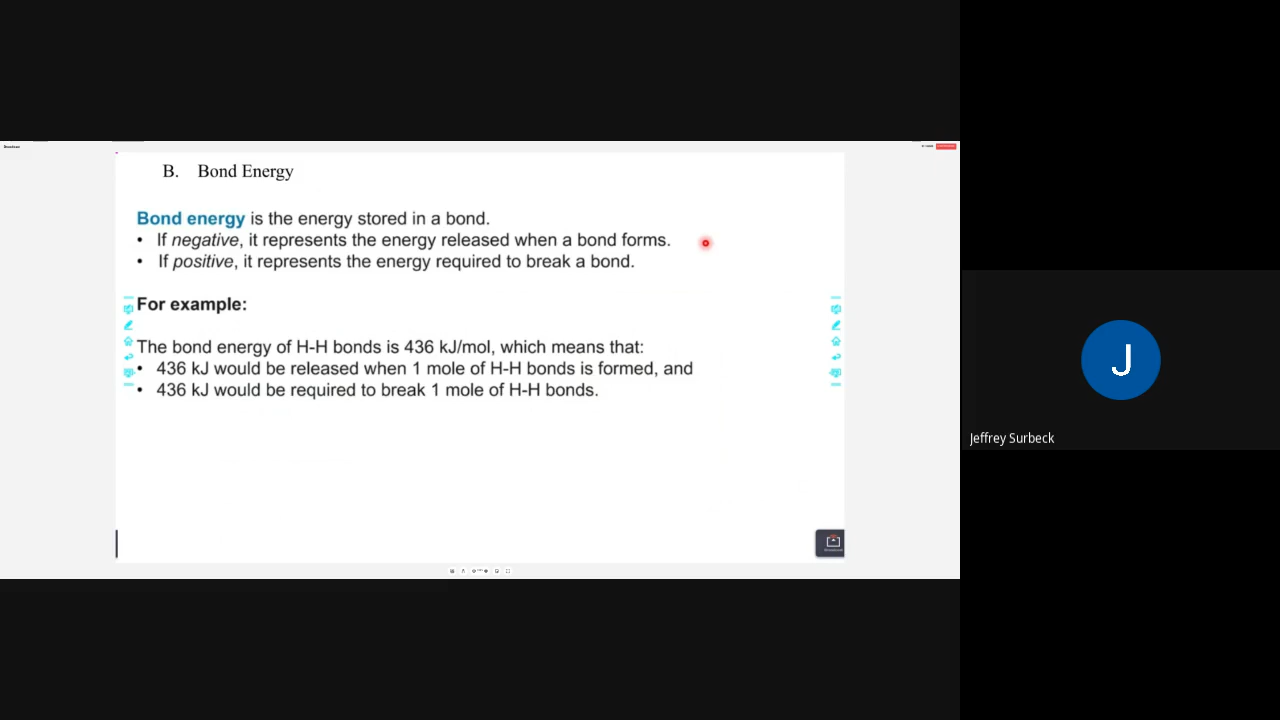 B. Bond Energy
Bond energy is the energy stored in a bond.
• If negative, it represents the energy released when a bond forms.
• If positive, it represents the energy required to break a bond.
For example:
The bond energy of H-H bonds is 436 kJ/mol, which means that:
• 436 kJ would be released when 1 mole of H-H bonds is formed, and
• 436 kJ would be required to break 1 mole of H-H bonds.
J
Jeffrey Surbeck